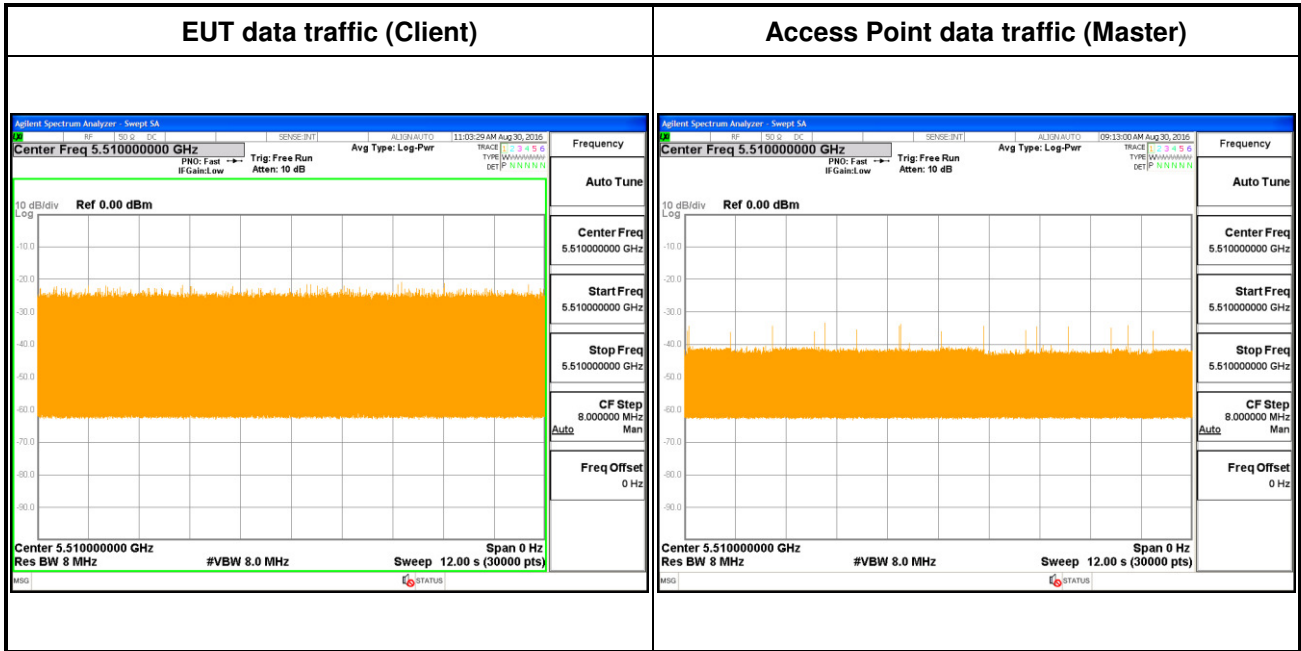 EUT data traffic (Client)
Access Point data traffic (Master)
Agilent Spectrum Analyzer - Swept SA
RF 50 Ω DC SENSE:INT ALIGNAUTO 11:03:29 AM Aug 30, 2016
Center Freq 5.510000000 GHz
PNO: Fast
IFGain:Low
Trig: Free Run
Atten: 10 dB
Avg Type: Log-Pwr
TRACE 1 2 3 4 5 6
TYPE WWWWWWW
DET P N N N N N
10 dB/div Ref 0.00 dBm
Log
-10.0
-20.0
-30.0
-40.0
-50.0
-60.0
-70.0
-80.0
-90.0
Center 5.510000000 GHz Span 0 Hz
Res BW 8 MHz #VBW 8.0 MHz Sweep 12.00 s (30000 pts)
MSG STATUS
Frequency
Auto Tune
Center Freq
5.510000000 GHz
Start Freq
5.510000000 GHz
Stop Freq
5.510000000 GHz
CF Step
8.000000 MHz
Auto Man
Freq Offset
0 Hz
Agilent Spectrum Analyzer - Swept SA
RF 50 Ω DC SENSE:INT ALIGNAUTO 09:13:00 AM Aug 30, 2016
Center Freq 5.510000000 GHz
PNO: Fast
IFGain:Low
Trig: Free Run
Atten: 10 dB
Avg Type: Log-Pwr
TRACE 1 2 3 4 5 6
TYPE WWWWWWW
DET P N N N N N
10 dB/div Ref 0.00 dBm
Log
-10.0
-20.0
-30.0
-40.0
-50.0
-60.0
-70.0
-80.0
-90.0
Center 5.510000000 GHz Span 0 Hz
Res BW 8 MHz #VBW 8.0 MHz Sweep 12.00 s (30000 pts)
MSG STATUS
Frequency
Auto Tune
Center Freq
5.510000000 GHz
Start Freq
5.510000000 GHz
Stop Freq
5.510000000 GHz
CF Step
8.000000 MHz
Auto Man
Freq Offset
0 Hz